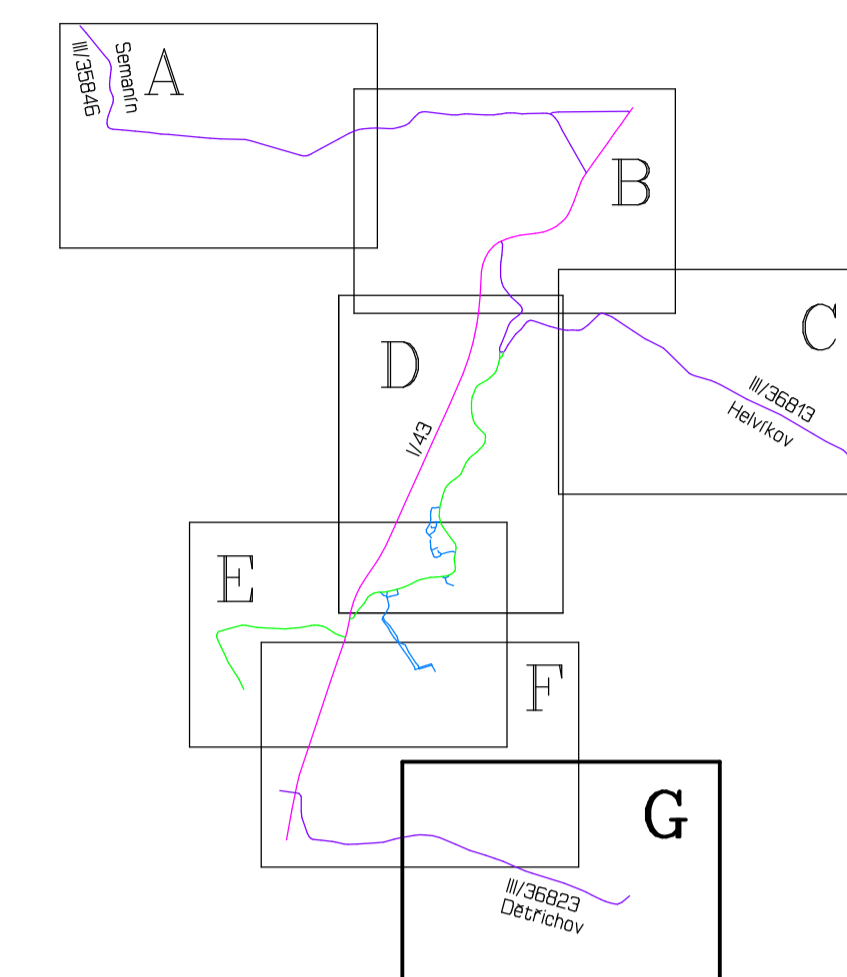 III/35846
Semanín
A
B
C
D
III/36813
Helvíkov
I/43
E
F
G
III/36823
Dětřichov